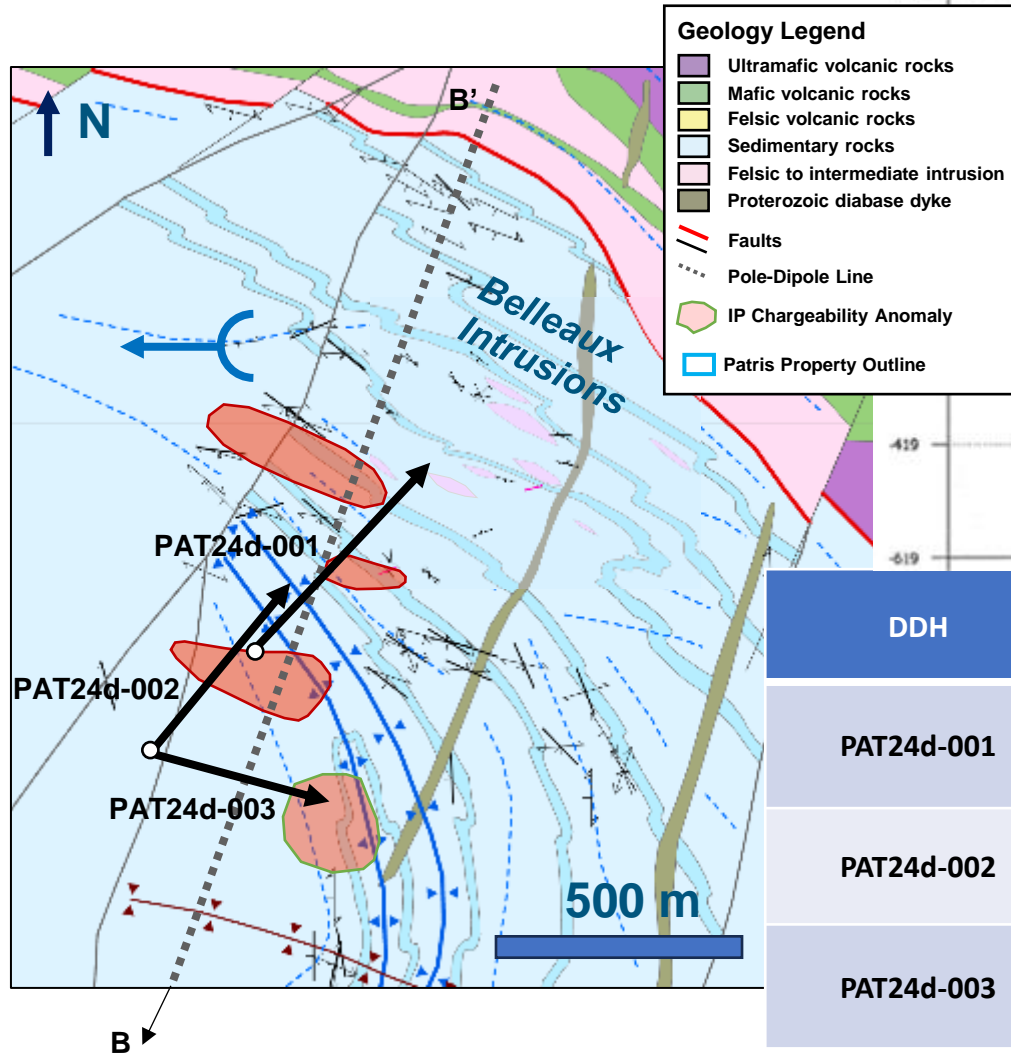 Geology Legend
Ultramafic volcanic rocks
Mafic volcanic rocks
Felsic volcanic rocks
Sedimentary rocks
Felsic to intermediate intrusion
Proterozoic diabase dyke
Faults
Pole-Dipole Line
IP Chargeability Anomaly
Patris Property Outline
N
B’
Belleaux
Intrusions
-419
PAT24d-001
-619
PAT24d-002
PAT24d-003
500 m
B
DDH
PAT24d-001
PAT24d-002
PAT24d-003